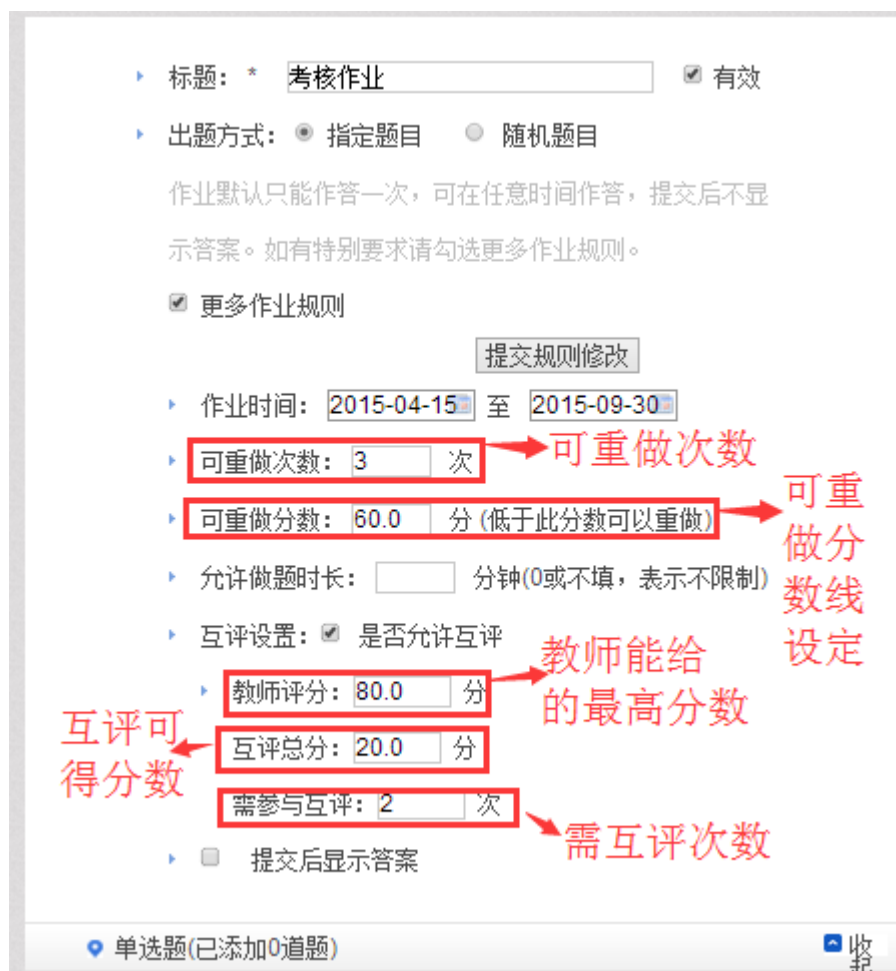 标题: * 考核作业 有效
出题方式: 指定题目 随机题目
作业默认只能作答一次，可在任意时间作答，提交后不显
示答案。如有特别要求请勾选更多作业规则。
更多作业规则
提交规则修改
作业时间: 2015-04-15 至 2015-09-30
可重做次数: 3 次
可重做次数
可重做分数: 60.0 分 (低于此分数可以重做)
可重
做分
数线
设定
允许做题时长: 分钟(0或不填，表示不限制)
互评设置: 是否允许互评
教师评分: 80.0 分
教师能给
的最高分数
互评总分: 20.0 分
互评可
得分数
需参与互评: 2 次
需互评次数
提交后显示答案
单选题(已添加0道题) 收
起